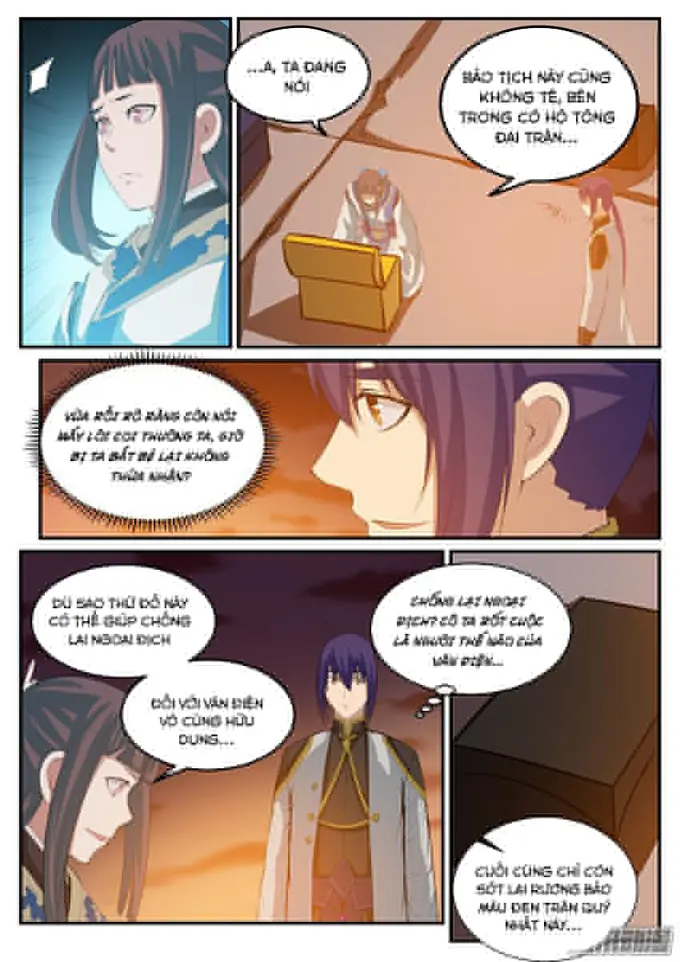 ...A, TA ĐANG
NÓI
BẢO TỊCH NÀY CŨNG
KHÔNG TỆ, BÊN
TRONG CÓ HỘ TÔNG
ĐẠI TRẬN...
VỪA RỒI RÕ RÀNG CÒN NÓI
MẤY LỜI COI THƯỜNG TA, GIỜ
BỊ TA BẮT BẺ LẠI KHÔNG
THỪA NHẬN?
DÙ SAO THỨ ĐỒ NÀY
CÓ THỂ GIÚP CHỐNG
LẠI NGOẠI ĐỊCH
ĐỐI VỚI VÂN ĐIỆN
VÔ CÙNG HỮU
DỤNG...
CHỐNG LẠI NGOẠI
ĐỊCH? CÔ TA RỐT CUỘC
LÀ NGƯỜI THẾ NÀO CỦA
VÂN ĐIỆN...
CUỐI CÙNG CHỈ CÒN
SÓT LẠI RƯƠNG BẢO
MÀU ĐEN TRÂN QUÝ
NHẤT NÀY...